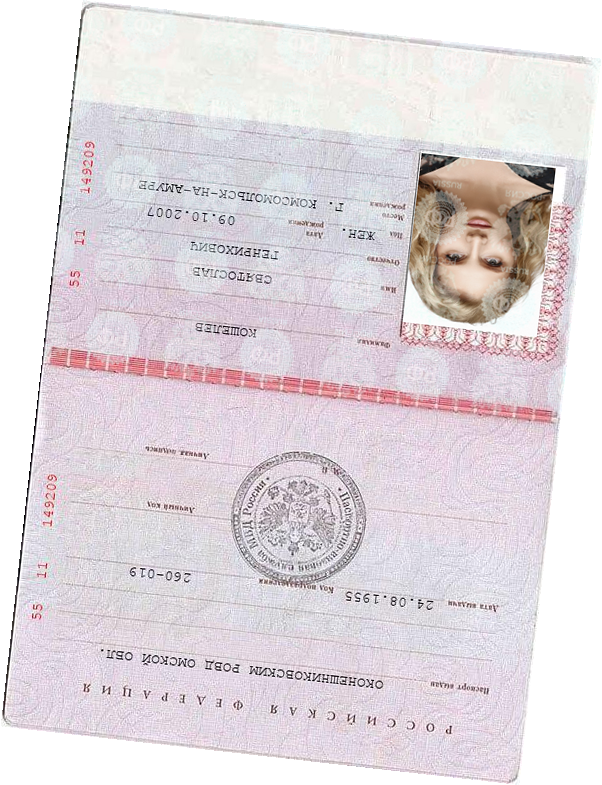 РОССИЙСКАЯ ФЕДЕРАЦИЯ
Паспорт выдан ОКОНЕШНИКОВСКИМ РОВД ОМСКОЙ ОБЛ.
Дата выдачи 24.08.1955 Код подразделения 260-019
Личный код
Личная подпись
Паспортно-визовая служба МВД России
55 11 149209
Фамилия КОШЕЛЕВ
Имя СВЯТОСЛАВ
Отчество ГЕНРИХОВИЧ
Пол ЖЕН. Дата рождения 09.10.2007
Место рождения Г. КОМСОМОЛЬСК-НА-АМУРЕ
55 11 149209